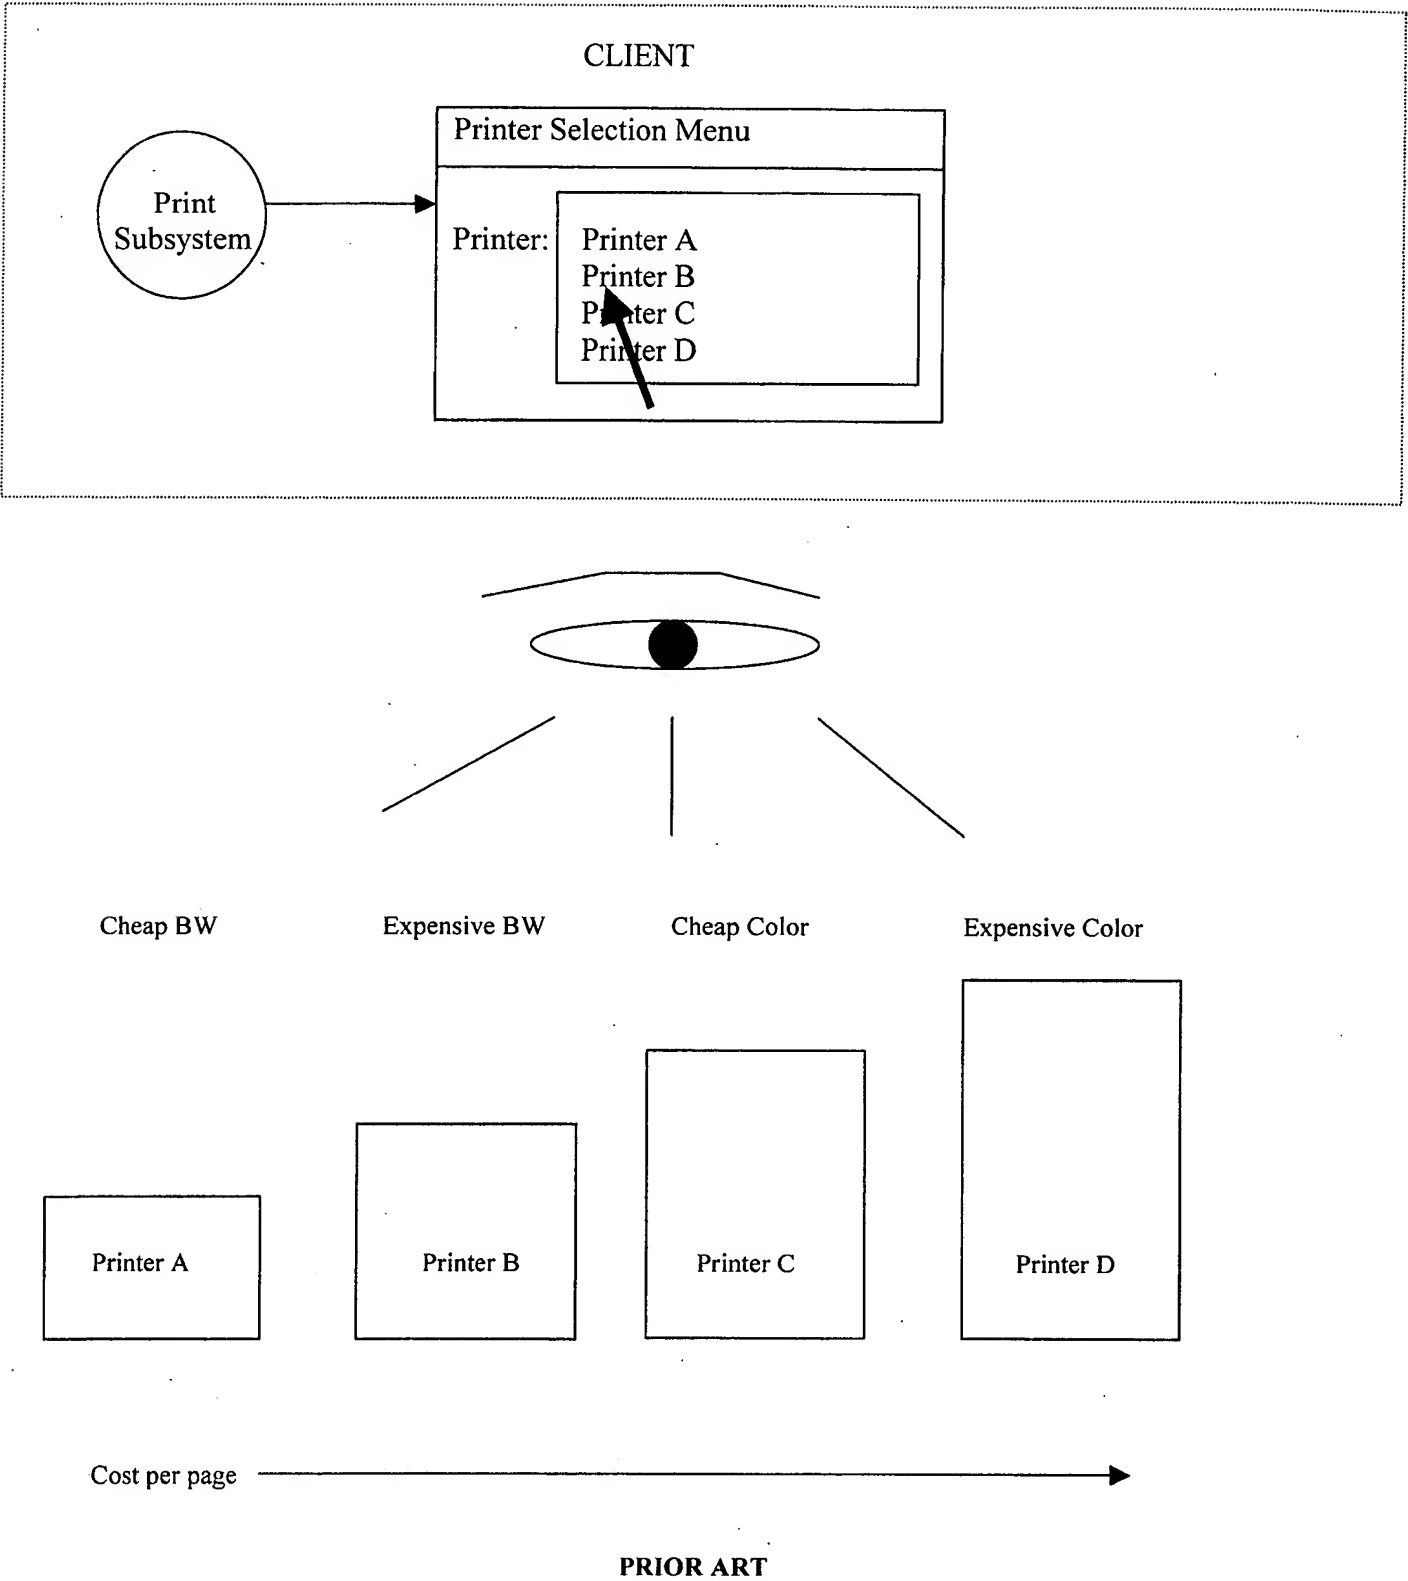 CLIENT
Printer Selection Menu
Print
Subsystem
Printer:
Printer A
Printer B
Printer C
Printer D
Cheap BW
Expensive BW
Cheap Color
Expensive Color
Printer A
Printer B
Printer C
Printer D
Cost per page
PRIOR ART